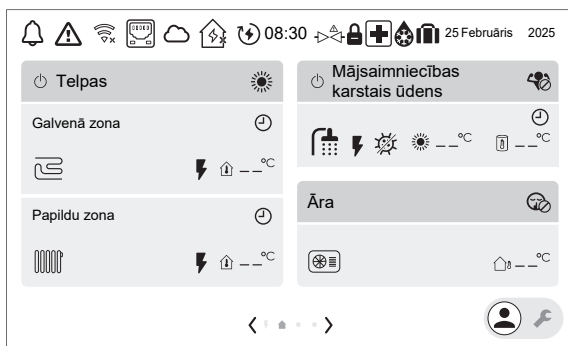 08:30 25 Februāris 2025
Telpas
Galvenā zona
_ _°C
Papildu zona
_ _°C
Mājsaimniecības
karstais ūdens
_ _°C _ _°C
Āra
_ _°C